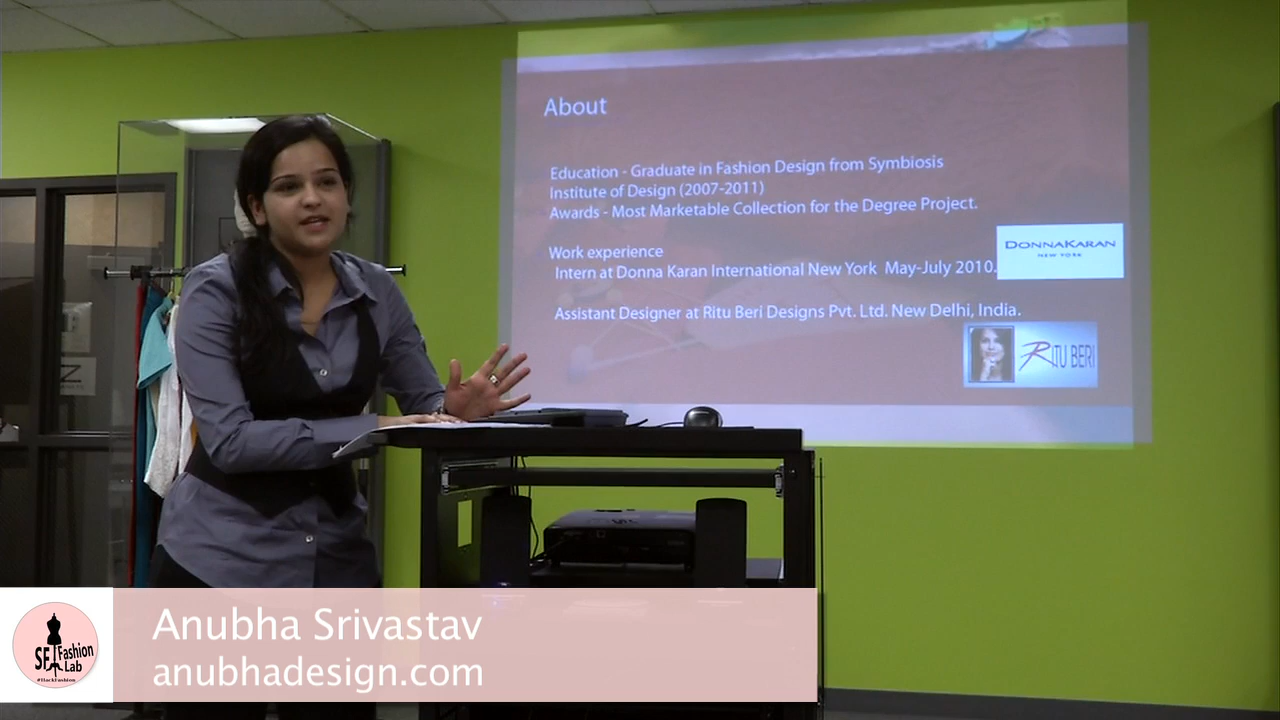 About
Education - Graduate in Fashion Design from Symbiosis
Institute of Design (2007-2011)
Awards - Most Marketable Collection for the Degree Project.
Work experience
Intern at Donna Karan International New York May-July 2010.
DONNAKARAN
NEW YORK
Assistant Designer at Ritu Beri Designs Pvt. Ltd. New Delhi, India.
RITU BERI
Anubha Srivastav
anubhadesign.com
SF Fashion
Lab
#HackFashion